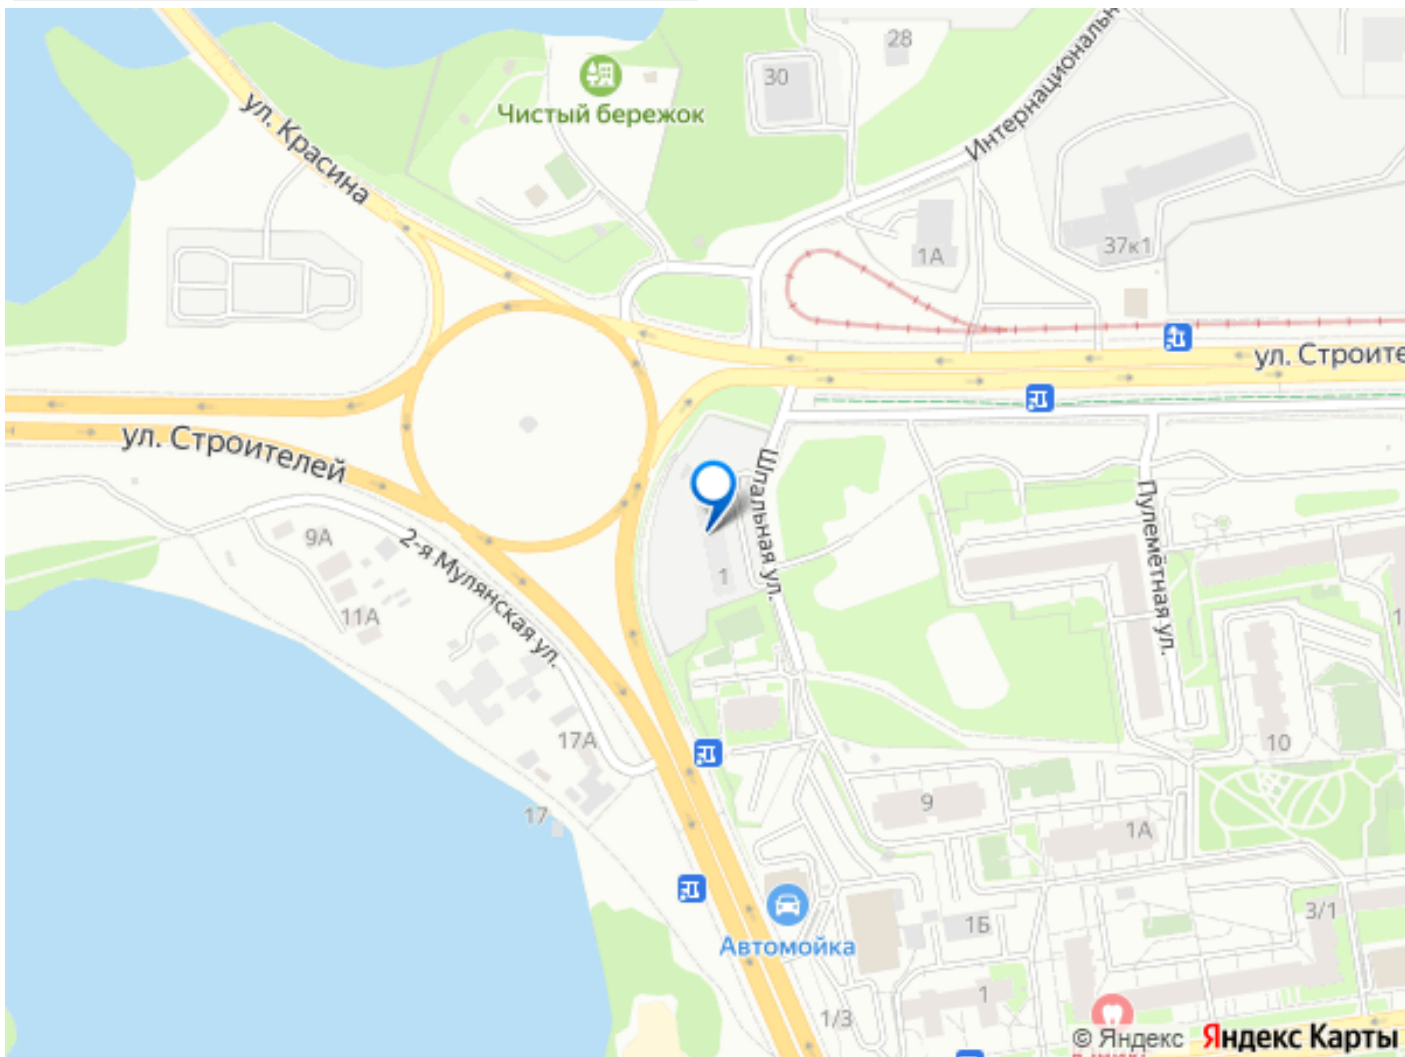 28
30
Чистый бережок
Интернациональн
ул. Красина
1А
37к1
ул. Строите
ул. Строителей
Шпальная ул.
Пулемётная ул.
9А
2-я Мулянская ул.
1
11А
1
17А
10
9
17
1А
3/1
1Б
Автомойка
1
1/3
© Яндекс Яндекс Карты